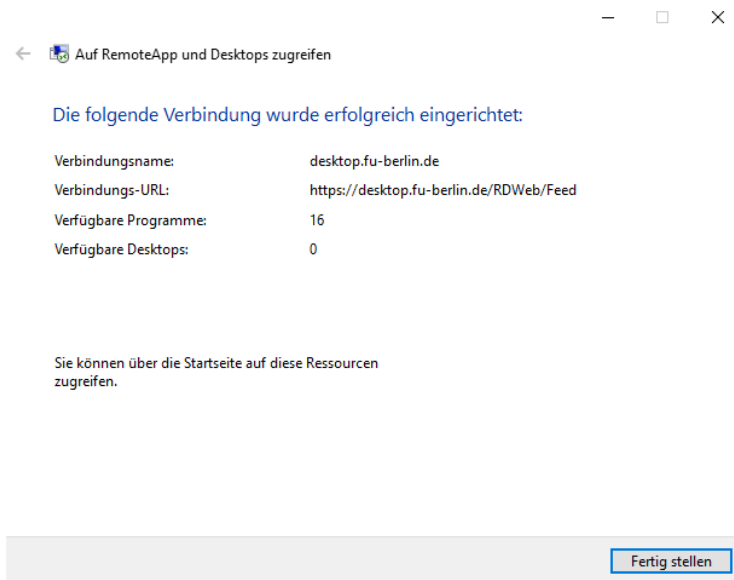 Auf RemoteApp und Desktops zugreifen
Die folgende Verbindung wurde erfolgreich eingerichtet:
Verbindungsname: desktop.fu-berlin.de
Verbindungs-URL: https://desktop.fu-berlin.de/RDWeb/Feed
Verfügbare Programme: 16
Verfügbare Desktops: 0
Sie können über die Startseite auf diese Ressourcen
zugreifen.
Fertig stellen